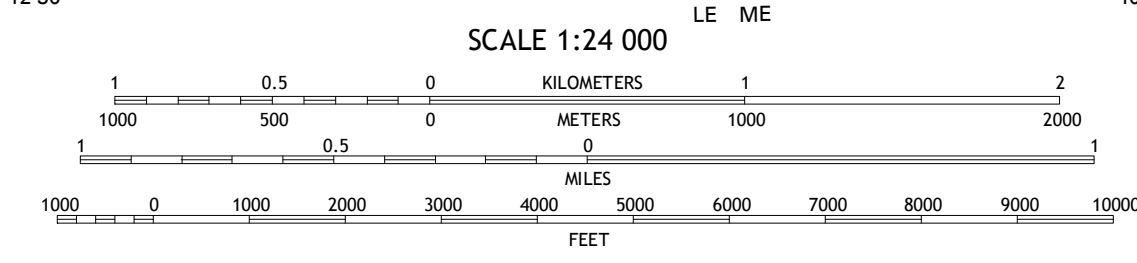 LE ME
SCALE 1:24 000
1 0.5 0 KILOMETERS 1 2
1000 500 0 METERS 1000 2000
1 0.5 0 1
MILES
1000 0 1000 2000 3000 4000 5000 6000 7000 8000 9000 10000
FEET